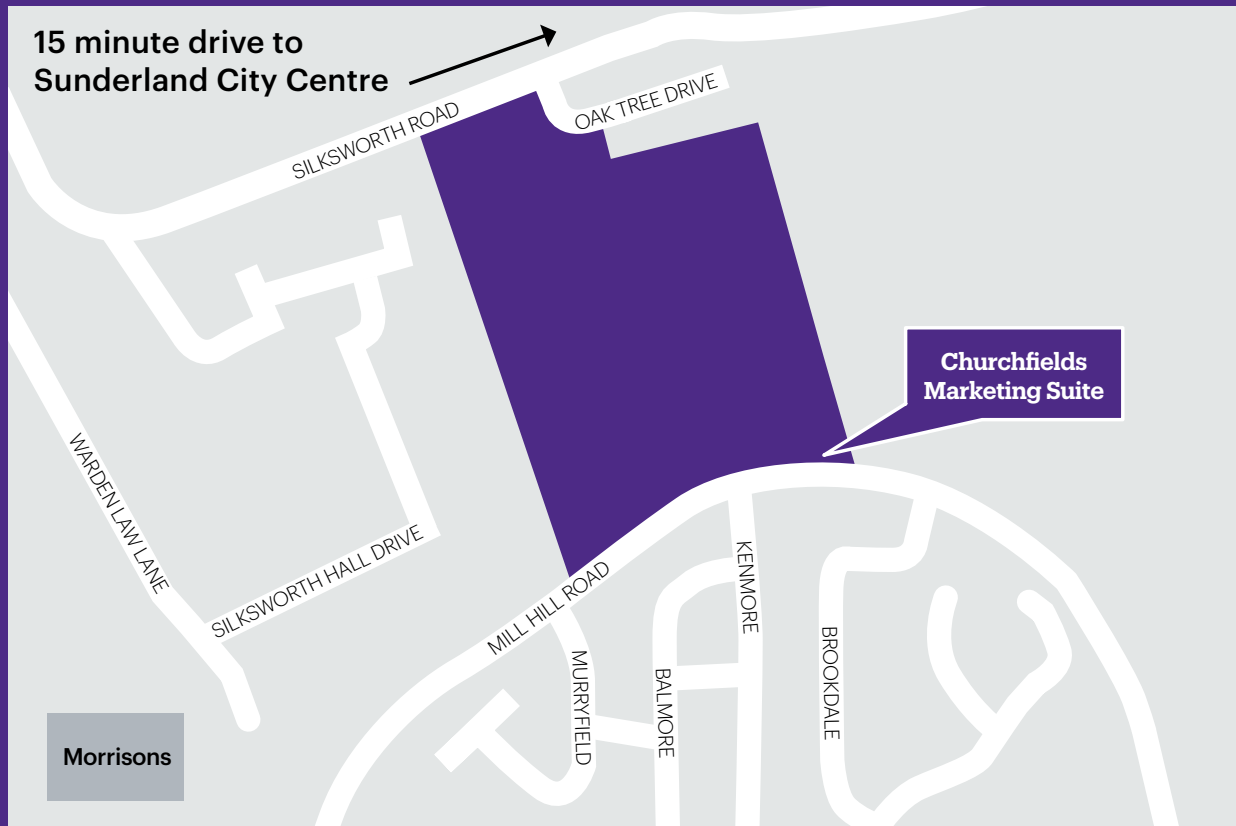 15 minute drive to
Sunderland City Centre
SILKSWORTH ROAD
OAK TREE DRIVE
Churchfields
Marketing Suite
WARDEN LAW LANE
SILKSWORTH HALL DRIVE
MILL HILL ROAD
KENMORE
MURRYFIELD
BALMORE
BROOKDALE
Morrisons